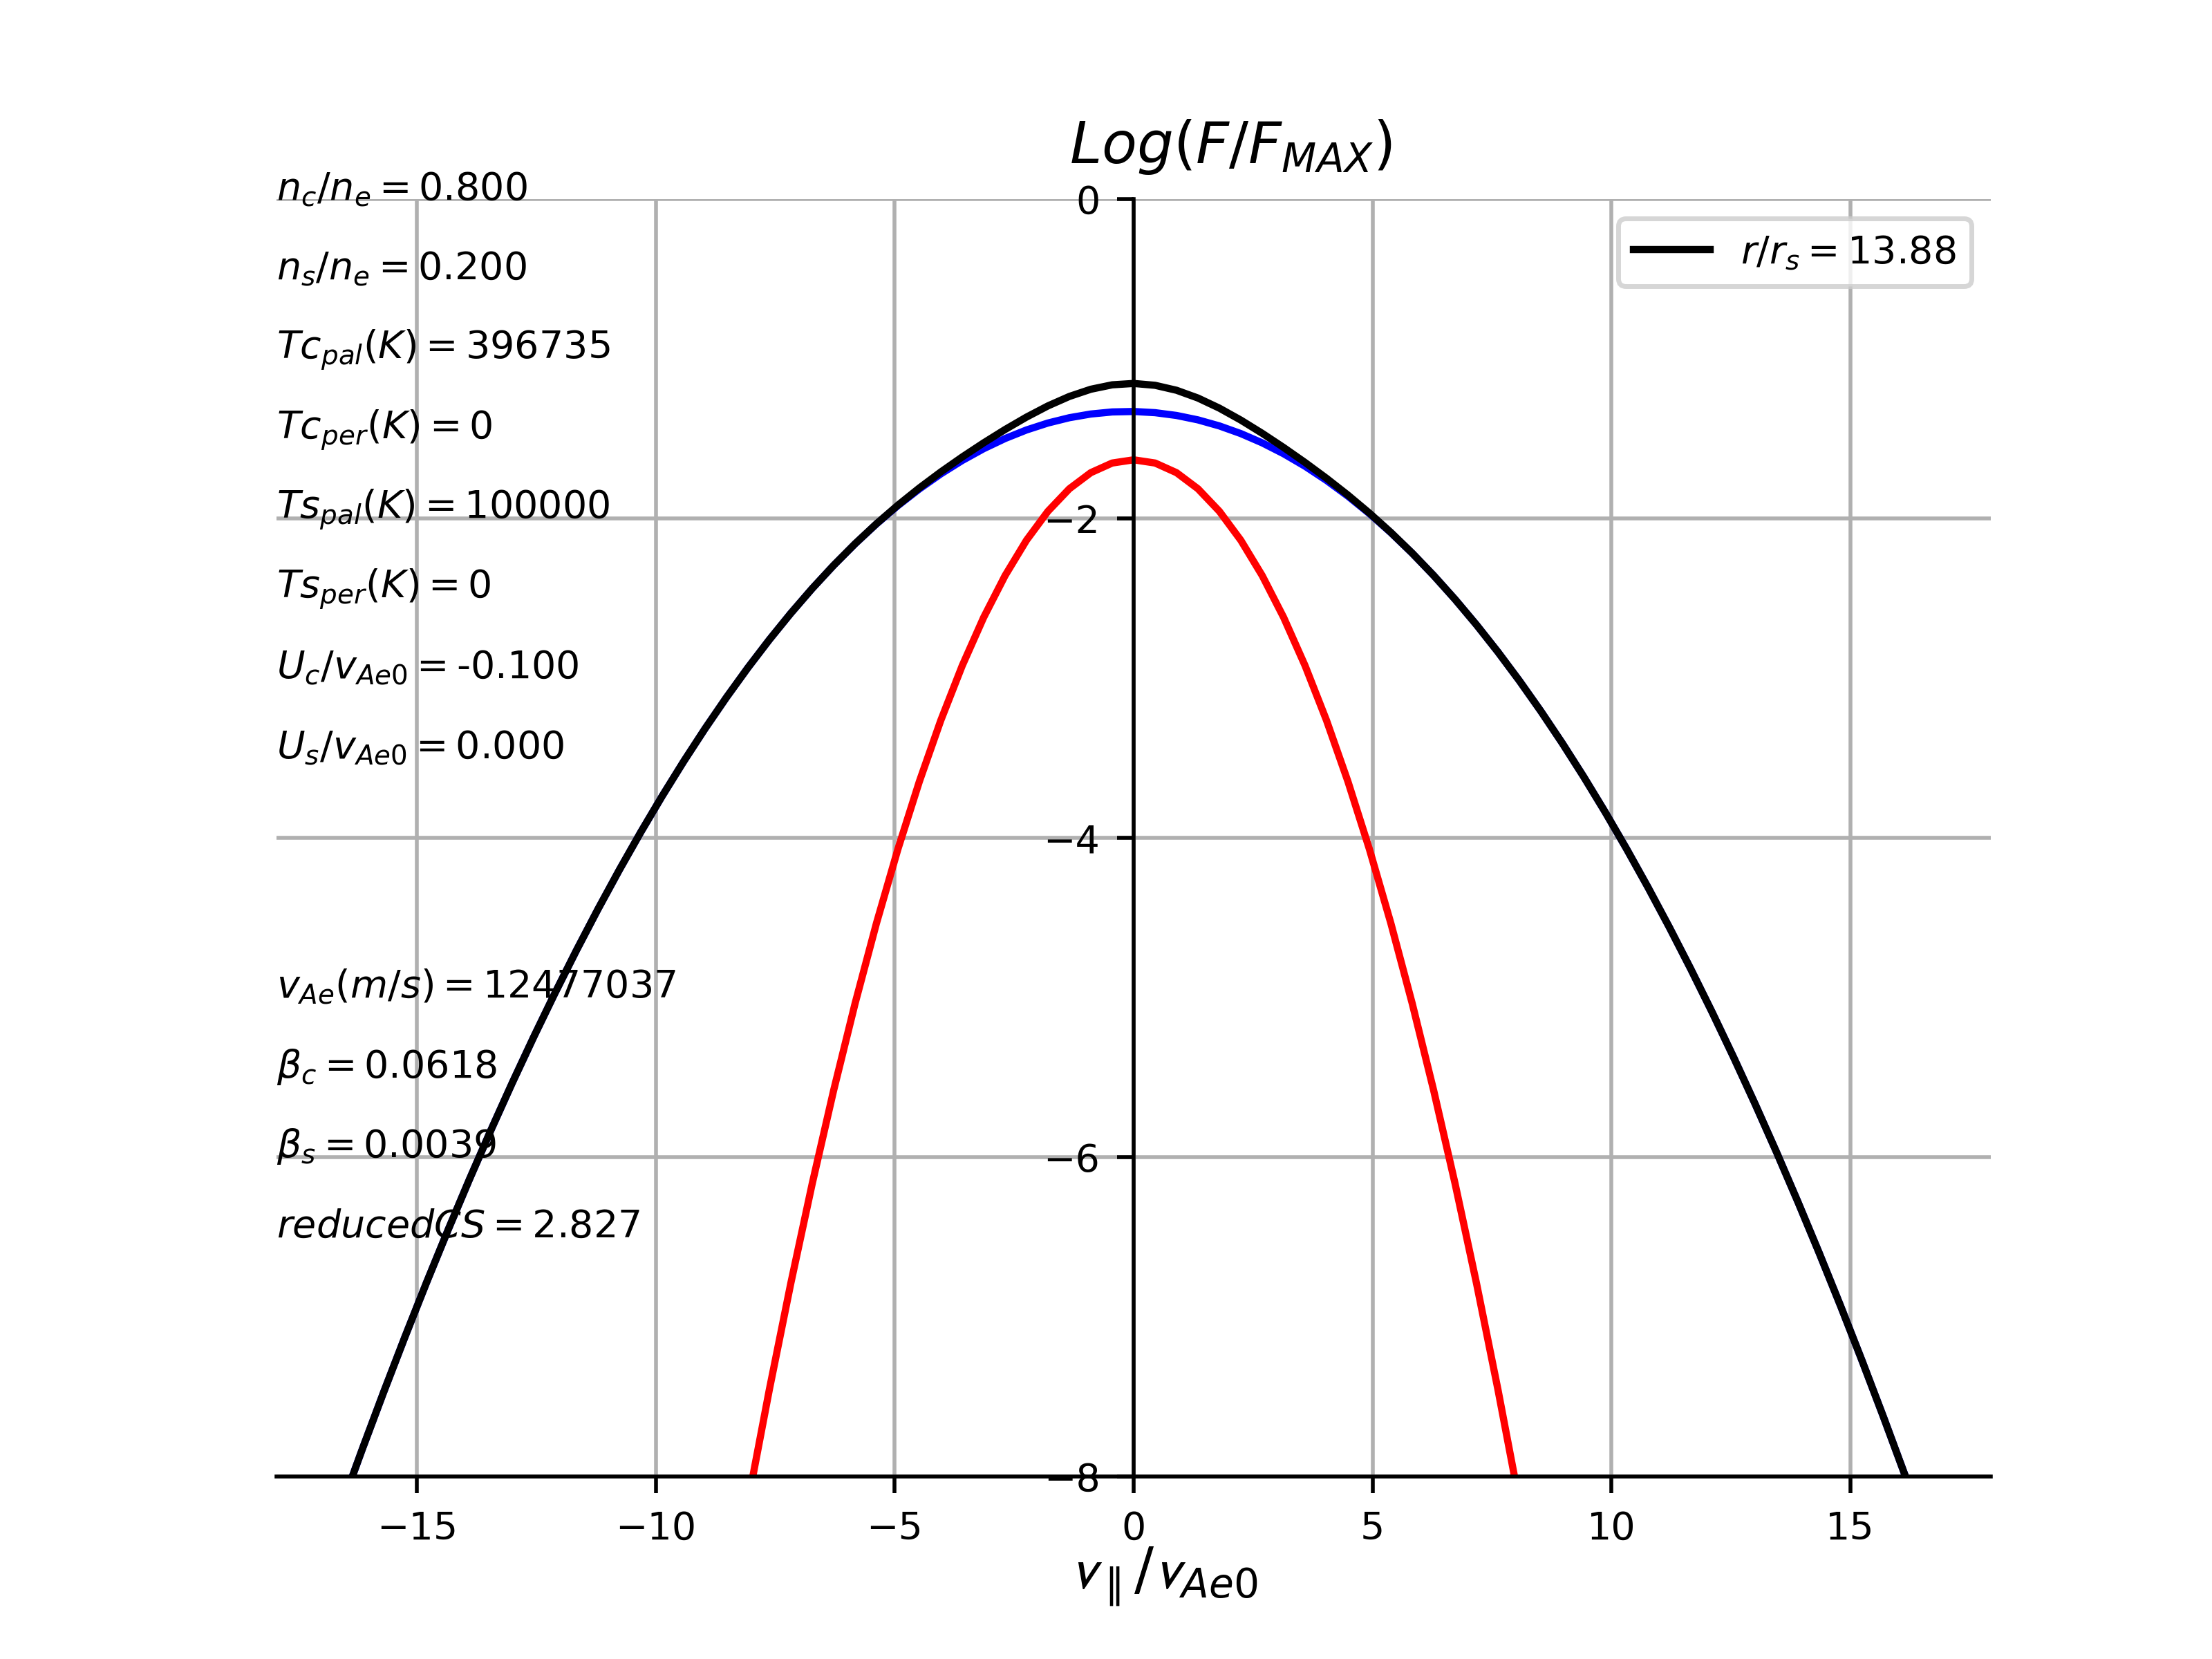 Log(F/F_MAX)
n_c/n_e = 0.800
n_s/n_e = 0.200
Tc_pal(K) = 396735
Tc_per(K) = 0
Ts_pal(K) = 100000
Ts_per(K) = 0
U_c/v_Ae0 = -0.100
U_s/v_Ae0 = 0.000
v_Ae(m/s) = 12477037
β_c = 0.0618
β_s = 0.0039
reducedCS = 2.827
r/r_s = 13.88
0
−2
−4
−6
−8
−15 −10 −5 0 5 10 15
v_∥/v_Ae0